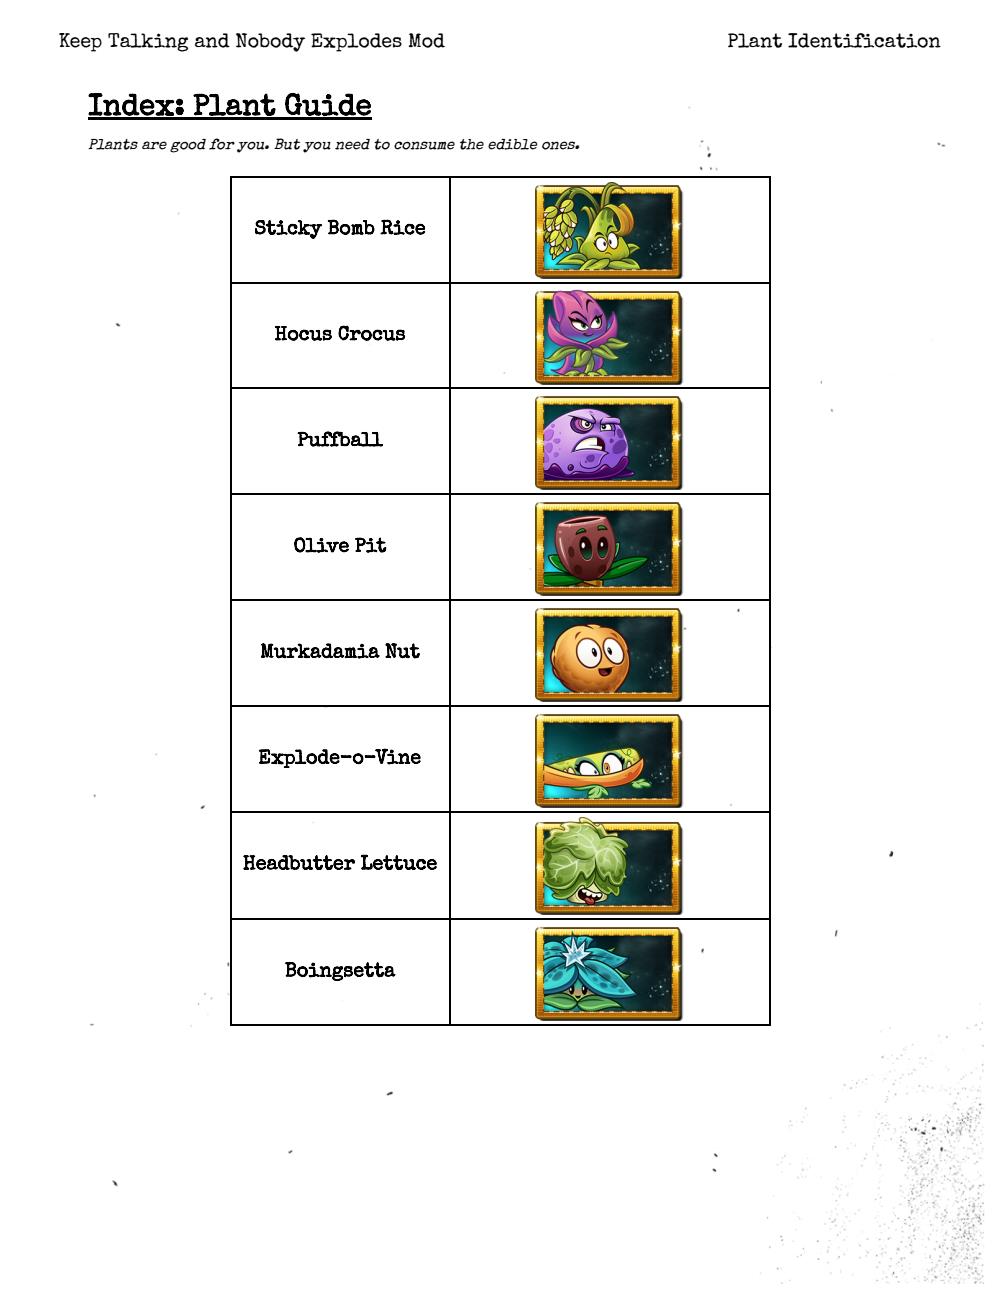 Keep Talking and Nobody Explodes Mod
Plant Identification
Index: Plant Guide
Plants are good for you. But you need to consume the edible ones.
Sticky Bomb Rice
Hocus Crocus
Puffball
Olive Pit
Murkadamia Nut
Explode-o-Vine
Headbutter Lettuce
Boingsetta